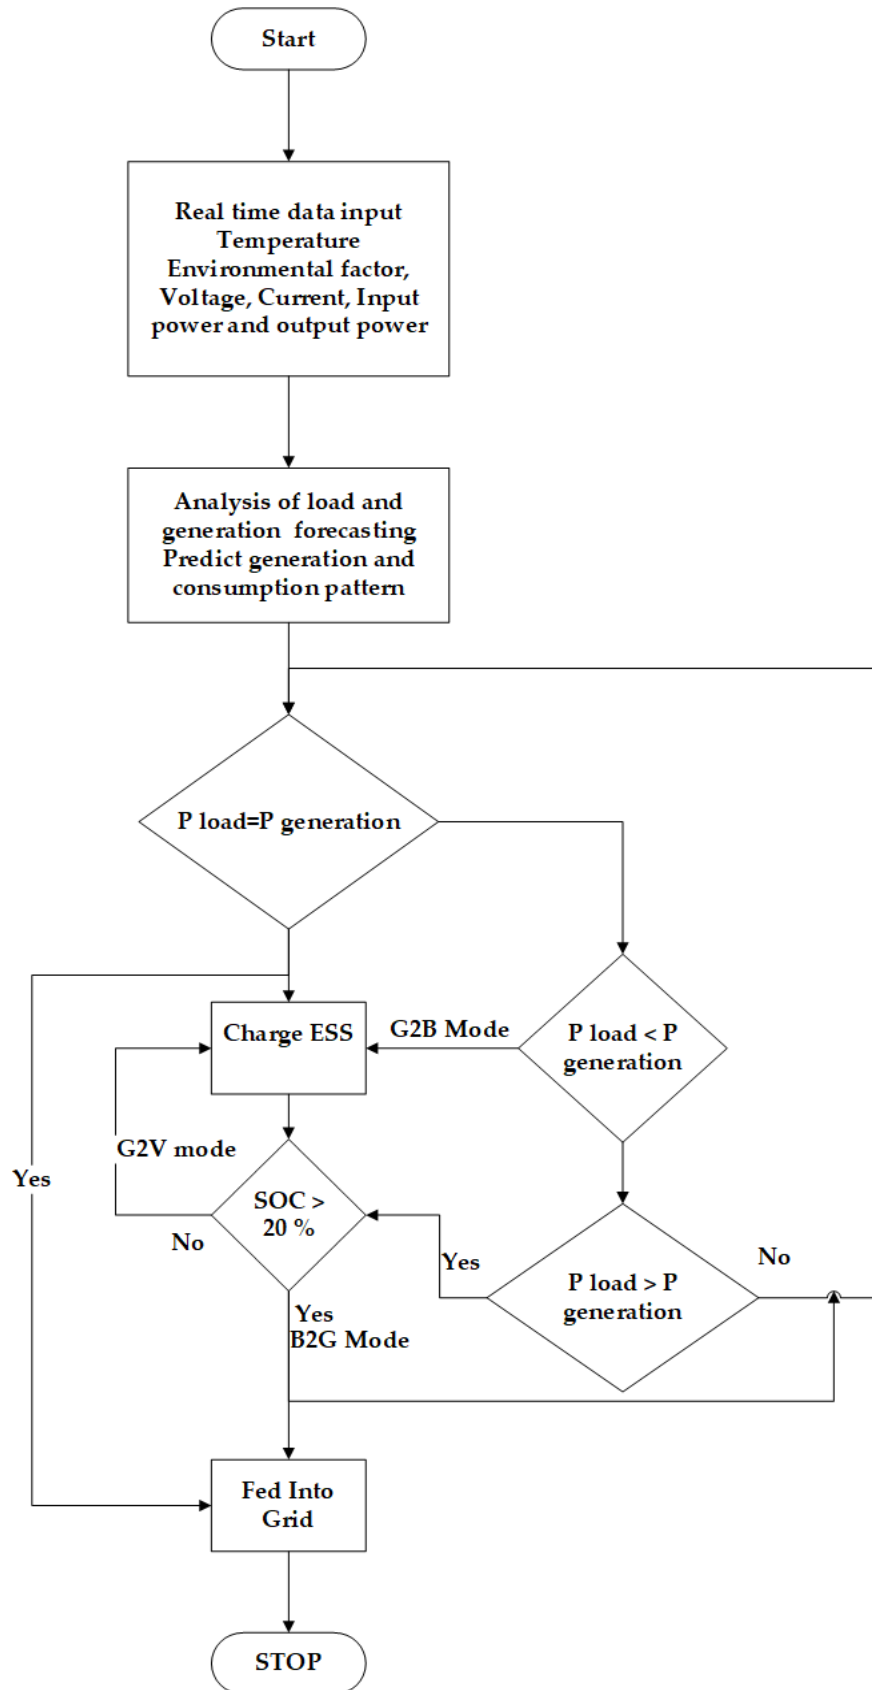 Start
Real time data input
Temperature
Environmental factor,
Voltage, Current, Input
power and output power
Analysis of load and
generation forecasting
Predict generation and
consumption pattern
P load=P generation
Charge ESS
G2B Mode
P load < P
generation
G2V mode
Yes
SOC >
20 %
No
Yes
P load > P
generation
No
Yes
B2G Mode
Fed Into
Grid
STOP